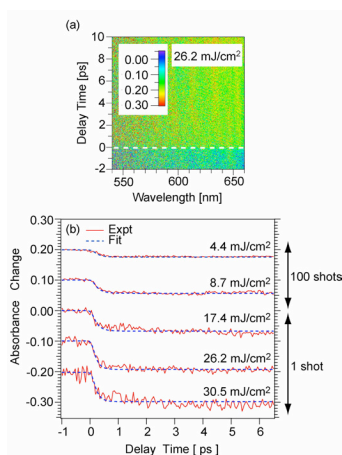 (a)
10
8
6
4
2
0
-2
Delay Time [ps]
0.00
0.10
0.20
0.30
26.2 mJ/cm²
550
600
650
Wavelength [nm]
0.30
0.20
0.10
0.00
-0.10
-0.20
-0.30
Absorbance Change
(b)
Expt
Fit
4.4 mJ/cm²
8.7 mJ/cm²
17.4 mJ/cm²
26.2 mJ/cm²
30.5 mJ/cm²
100 shots
1 shot
-1 0 1 2 3 4 5 6
Delay Time [ ps]